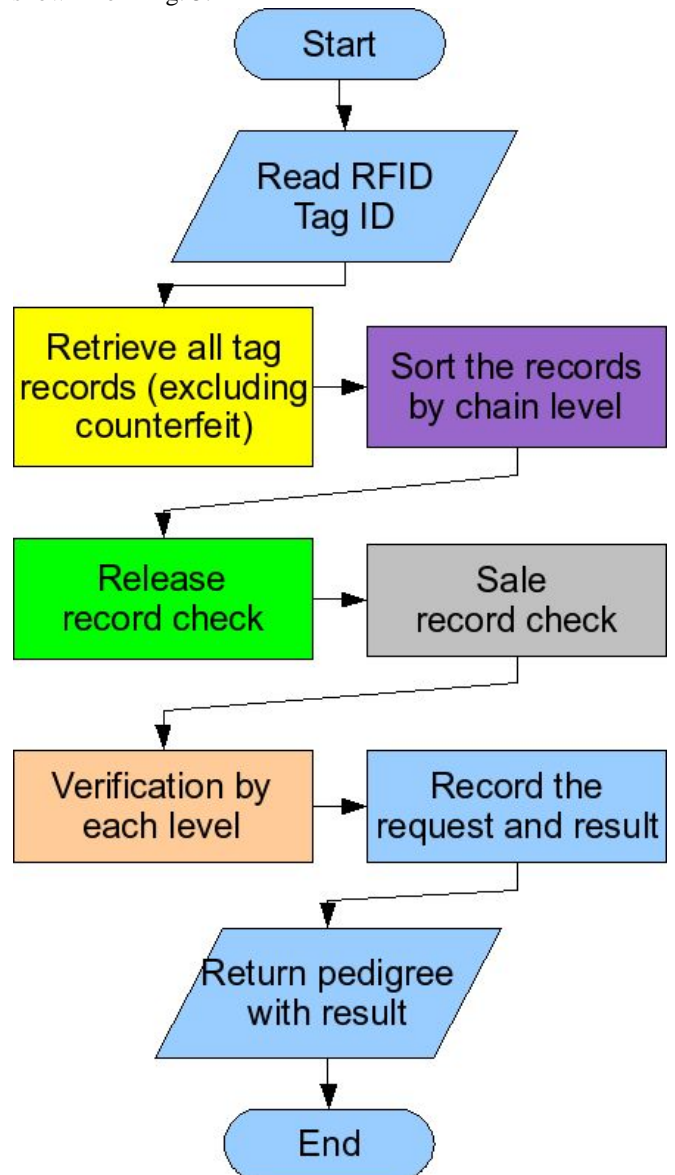 Start
Read RFID
Tag ID
Retrieve all tag
records (excluding
counterfeit)
Sort the records
by chain level
Release
record check
Sale
record check
Verification by
each level
Record the
request and result
Return pedigree
with result
End